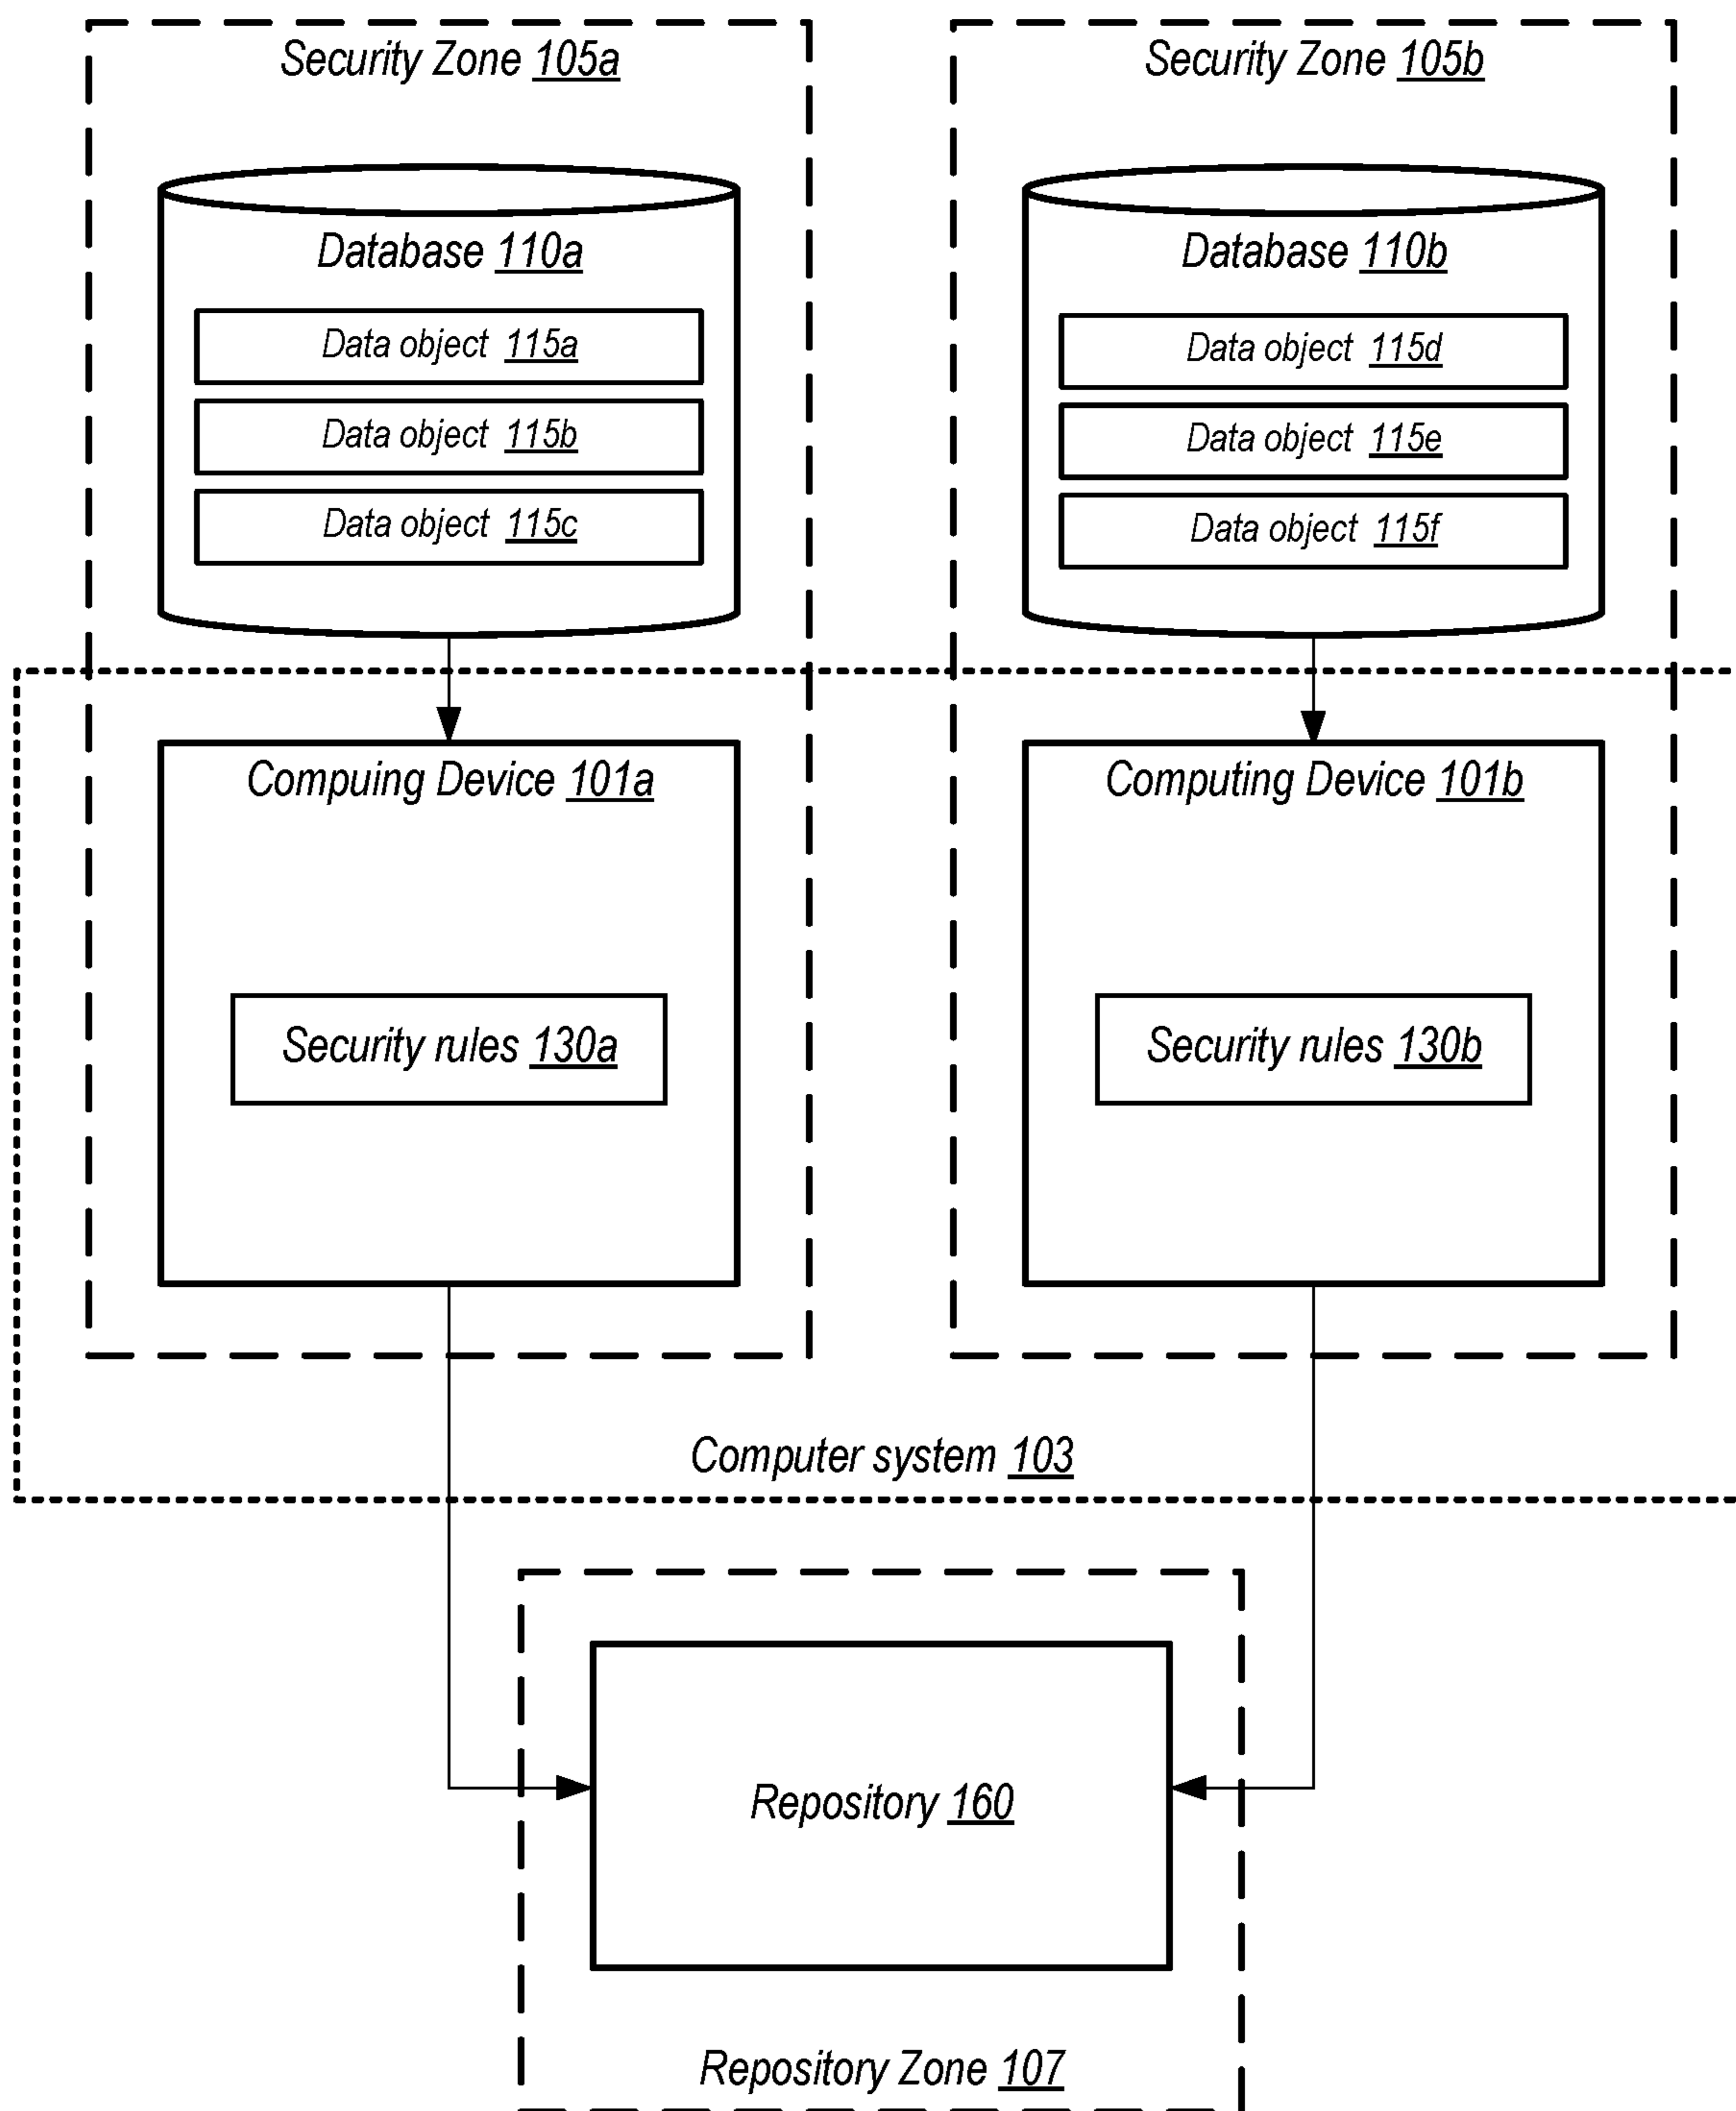 Security Zone 105a
Security Zone 105b
Database 110a
Data object 115a
Data object 115b
Data object 115c
Database 110b
Data object 115d
Data object 115e
Data object 115f
Compuing Device 101a
Security rules 130a
Computing Device 101b
Security rules 130b
Computer system 103
Repository 160
Repository Zone 107